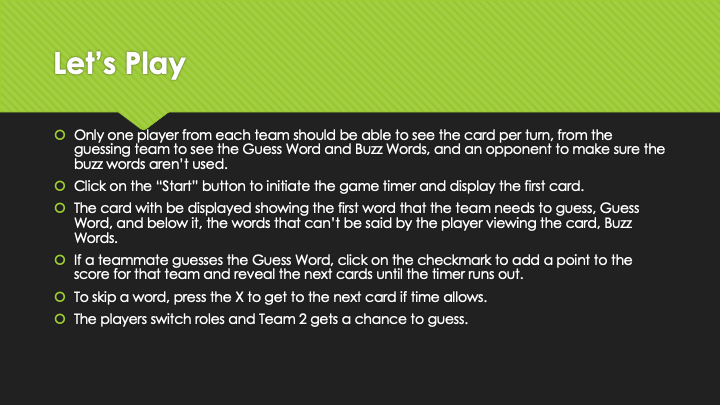 Let’s Play
Only one player from each team should be able to see the card per turn, from the
guessing team to see the Guess Word and Buzz Words, and an opponent to make sure the
buzz words aren’t used.
Click on the “Start” button to initiate the game timer and display the first card.
The card with be displayed showing the first word that the team needs to guess, Guess
Word, and below it, the words that can’t be said by the player viewing the card, Buzz
Words.
If a teammate guesses the Guess Word, click on the checkmark to add a point to the
score for that team and reveal the next cards until the timer runs out.
To skip a word, press the X to get to the next card if time allows.
The players switch roles and Team 2 gets a chance to guess.